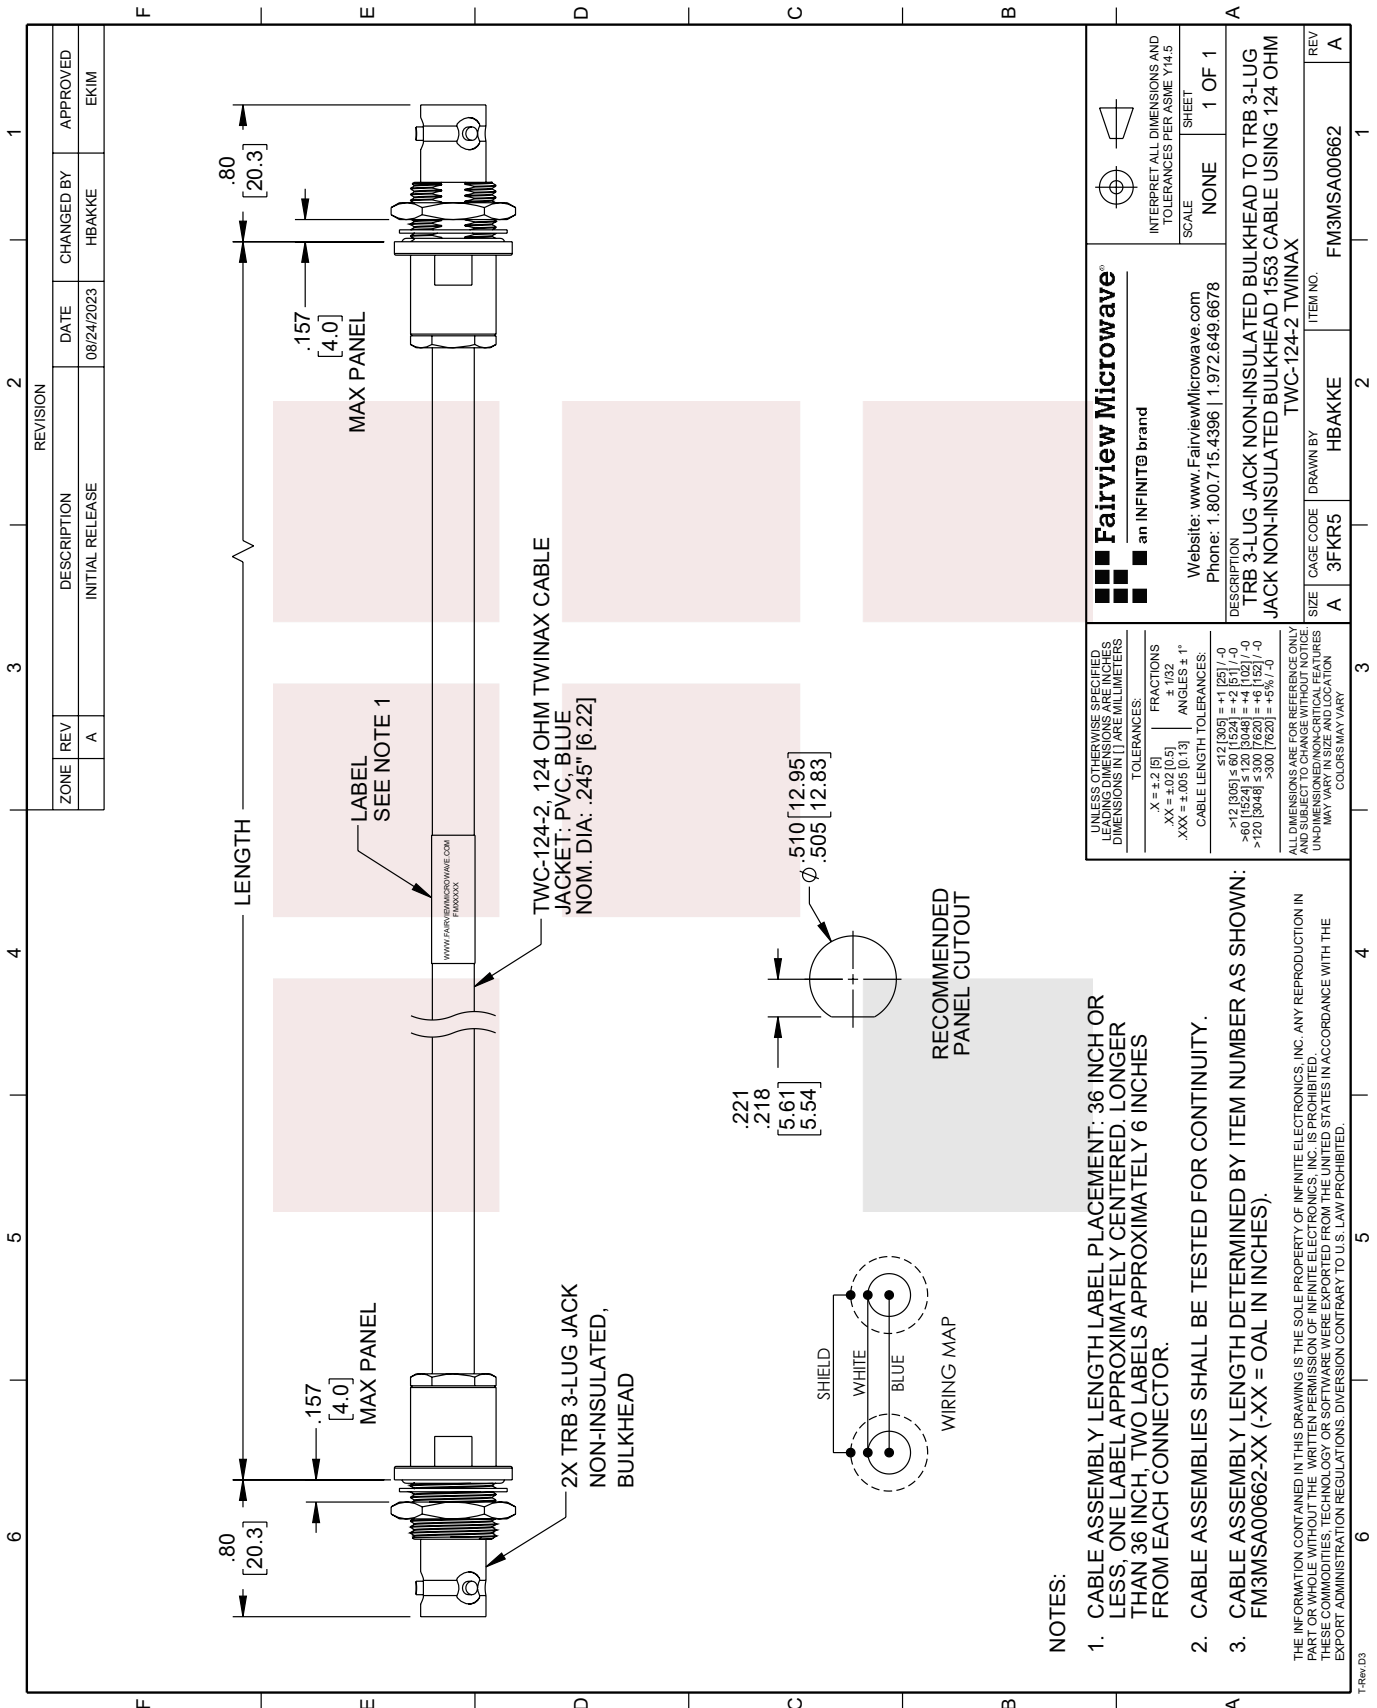 REVISION
ZONE REV DESCRIPTION DATE CHANGED BY APPROVED
A INITIAL RELEASE 08/24/2023 HBAKKE EKIM
6 5 4 3 2 1
F
E
D
C
B
A
.80
[20.3]
LENGTH
.80
[20.3]
.157
[4.0]
MAX PANEL
LABEL
SEE NOTE 1
.157
[4.0]
MAX PANEL
WWW.FAIRVIEWMICROWAVE.COM
FMXXXXX
2X TRB 3-LUG JACK
NON-INSULATED,
BULKHEAD
TWC-124-2, 124 OHM TWINAX CABLE
JACKET: PVC, BLUE
NOM. DIA: .245" [6.22]
.221
.218
[5.61]
[5.54]
⌀ .510 [12.95]
.505 [12.83]
RECOMMENDED
PANEL CUTOUT
SHIELD
WHITE
BLUE
WIRING MAP
NOTES:
1. CABLE ASSEMBLY LENGTH LABEL PLACEMENT: 36 INCH OR
LESS, ONE LABEL APPROXIMATELY CENTERED. LONGER
THAN 36 INCH, TWO LABELS APPROXIMATELY 6 INCHES
FROM EACH CONNECTOR.
2. CABLE ASSEMBLIES SHALL BE TESTED FOR CONTINUITY.
3. CABLE ASSEMBLY LENGTH DETERMINED BY ITEM NUMBER AS SHOWN:
FM3MSA00662-XX (-XX = OAL IN INCHES).
THE INFORMATION CONTAINED IN THIS DRAWING IS THE SOLE PROPERTY OF INFINITE ELECTRONICS, INC. ANY REPRODUCTION IN
PART OR WHOLE WITHOUT THE WRITTEN PERMISSION OF INFINITE ELECTRONICS, INC. IS PROHIBITED.
THESE COMMODITIES, TECHNOLOGY OR SOFTWARE WERE EXPORTED FROM THE UNITED STATES IN ACCORDANCE WITH THE
EXPORT ADMINISTRATION REGULATIONS. DIVERSION CONTRARY TO U.S. LAW PROHIBITED.
UNLESS OTHERWISE SPECIFIED
LEADING DIMENSIONS ARE INCHES
DIMENSIONS IN [ ] ARE MILLIMETERS
TOLERANCES:
.X = ±.2 [5] FRACTIONS
.XX = ±.02 [0.5] ± 1/32
.XXX = ±.005 [0.13] ANGLES ± 1°
CABLE LENGTH TOLERANCES:
≤12 [305] = +1 [25] / -0
>12 [305] ≤ 60 [1524] = +2 [51] / -0
>60 [1524] ≤ 120 [3048] = +4 [102] / -0
>120 [3048] ≤ 300 [7620] = +6 [152] / -0
>300 [7620] = +5% / -0
ALL DIMENSIONS ARE FOR REFERENCE ONLY
AND SUBJECT TO CHANGE WITHOUT NOTICE.
UN-DIMENSIONED/NON-CRITICAL FEATURES
MAY VARY IN SIZE AND LOCATION
COLORS MAY VARY
Fairview Microwave®
an INFINIT@ brand
Website: www.FairviewMicrowave.com
Phone: 1.800.715.4396 | 1.972.649.6678
INTERPRET ALL DIMENSIONS AND
TOLERANCES PER ASME Y14.5
SCALE NONE
SHEET 1 OF 1
DESCRIPTION
TRB 3-LUG JACK NON-INSULATED BULKHEAD TO TRB 3-LUG
JACK NON-INSULATED BULKHEAD 1553 CABLE USING 124 OHM
TWC-124-2 TWINAX
SIZE A
CAGE CODE 3FKR5
DRAWN BY HBAKKE
ITEM NO. FM3MSA00662
REV A
6 5 4 3 2 1
F
E
D
C
B
A
T-Rev.D3